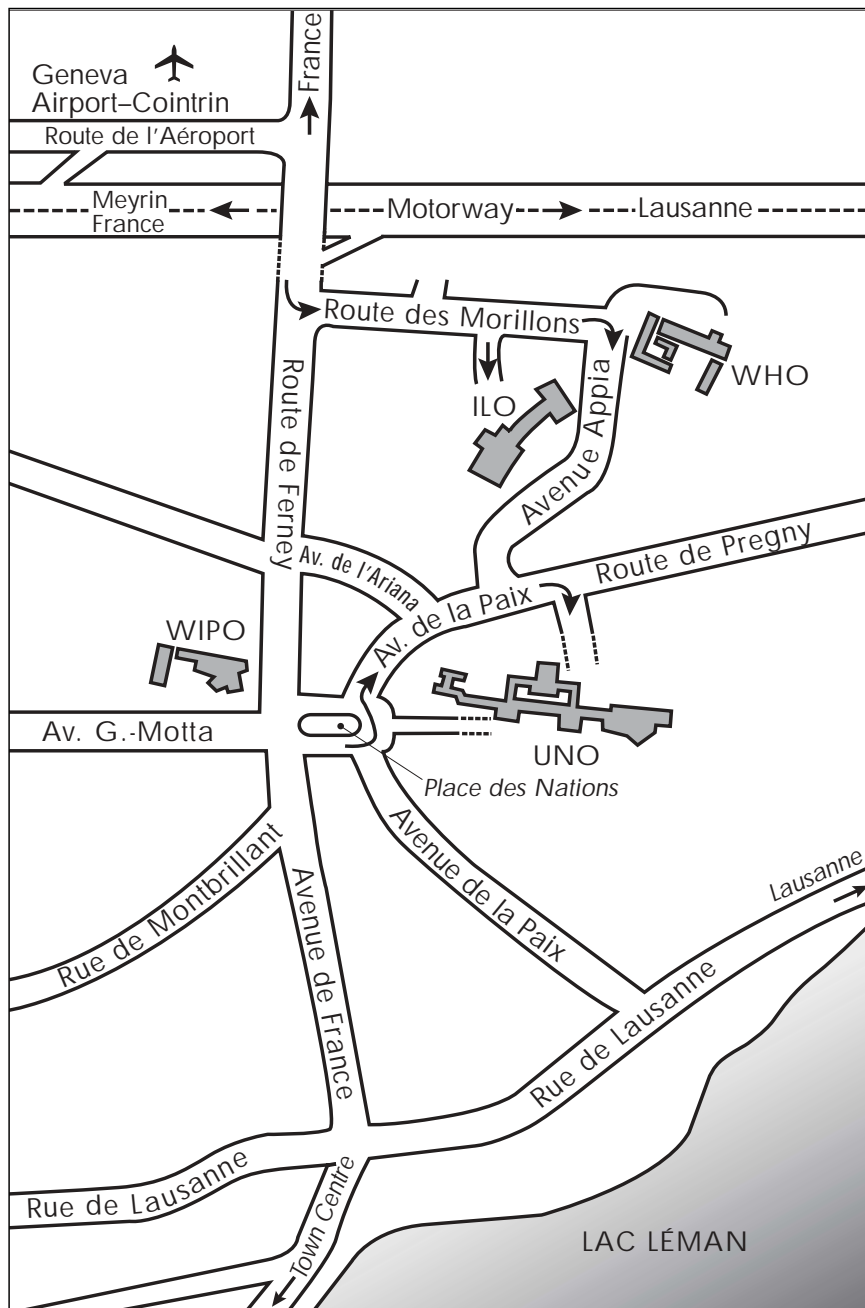 France
Geneva
Airport–Cointrin
Route de l'Aéroport
Meyrin
France
Motorway
Lausanne
Route des Morillons
WHO
ILO
Avenue Appia
Route de Ferney
Route de Pregny
Av. de l'Ariana
Av. de la Paix
WIPO
Av. G.-Motta
UNO
Place des Nations
Avenue de la Paix
Rue de Montbrillant
Avenue de France
Lausanne
Rue de Lausanne
Rue de Lausanne
Town Centre
LAC LÉMAN